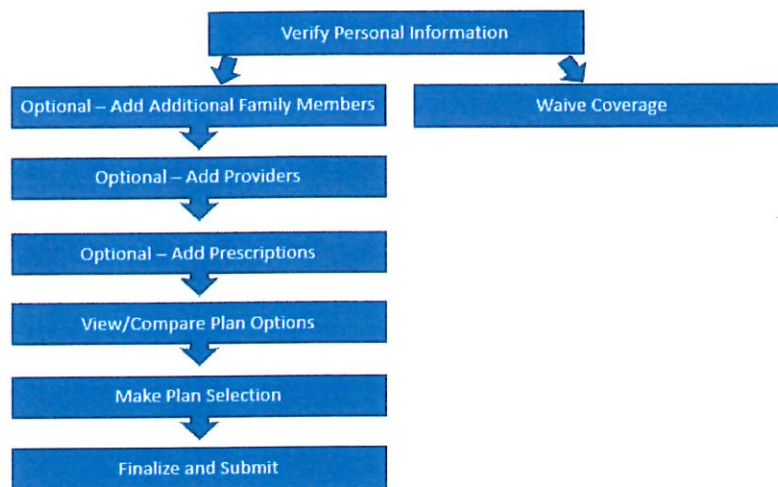 Verify Personal Information
Optional – Add Additional Family Members
Waive Coverage
Optional – Add Providers
Optional – Add Prescriptions
View/Compare Plan Options
Make Plan Selection
Finalize and Submit